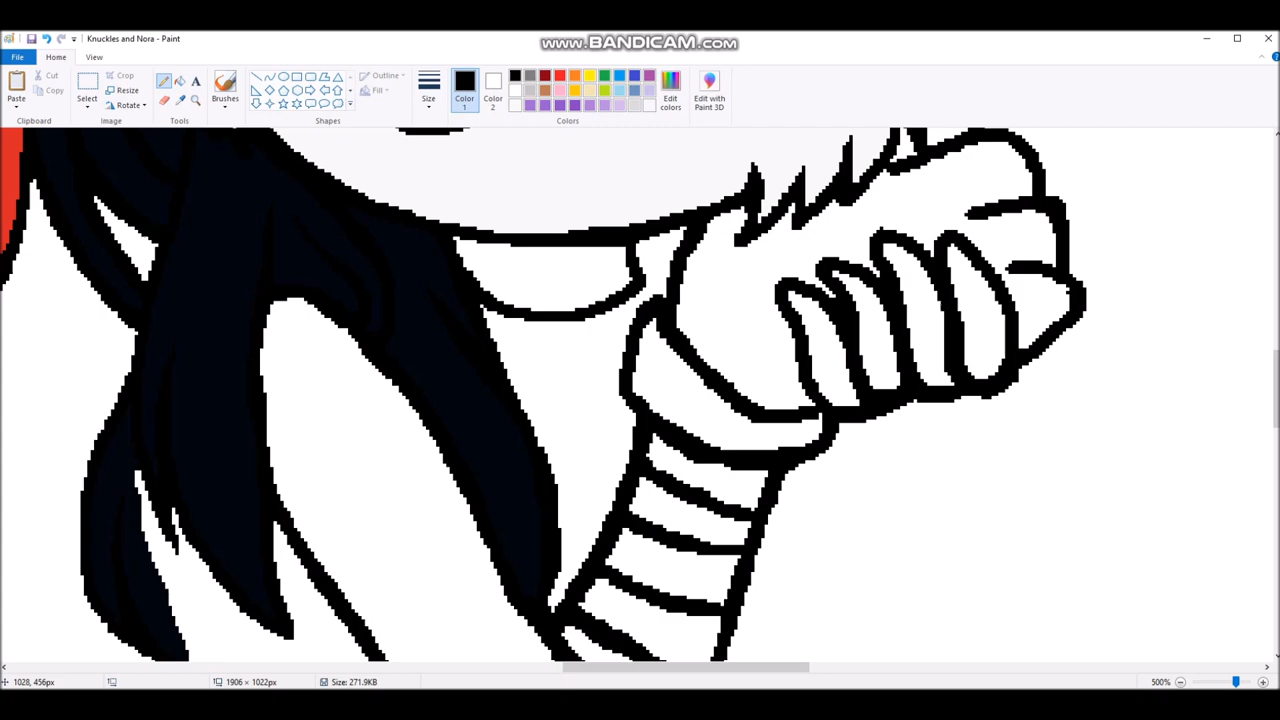 www.BANDICAM.com
Knuckles and Nora - Paint
File Home View
Paste Cut Copy Clipboard
Select Crop Resize Rotate Image
A Tools
Brushes
Outline Fill Shapes
Size
Color 1 Color 2 Edit colors Colors
Edit with Paint 3D
1028, 456px 1906 × 1022px Size: 271.9KB 500%